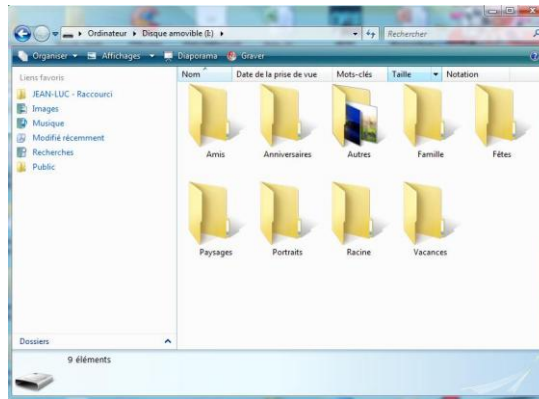 Ordinateur Disque amovible (E:) Rechercher
Organiser Affichages Diaporama Graver
Liens favoris
JEAN-LUC - Raccourci
Images
Musique
Modifié récemment
Recherches
Public
Dossiers
Nom Date de la prise de vue Mots-clés Taille Notation
Amis Anniversaires Autres Famille Fêtes
Paysages Portraits Racine Vacances
9 éléments